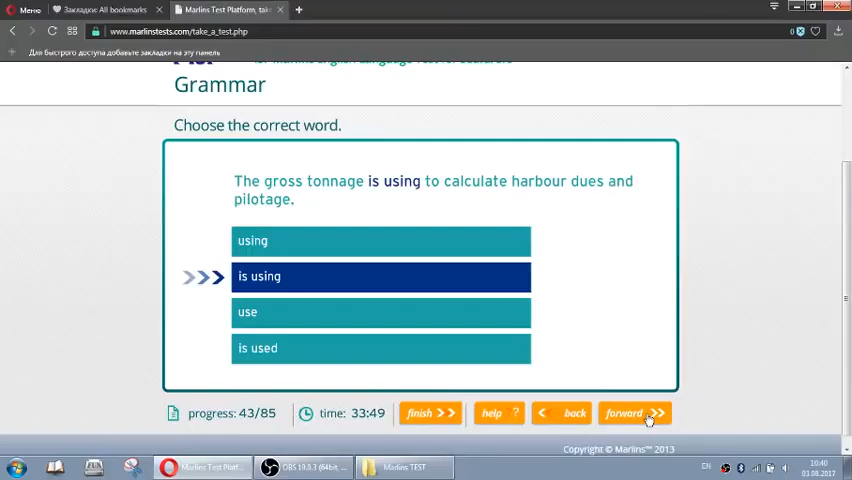 Меню
Закладки: All bookmarks
Marlins Test Platform, take
www.marlinstests.com/take_a_test.php
0
Для быстрого доступа добавьте закладки на эту панель
Grammar
Choose the correct word.
The gross tonnage is using to calculate harbour dues and
pilotage.
using
is using
use
is used
progress: 43/85
time: 33:49
finish
help ?
back
forward
Copyright © Marlins™ 2013
Marlins Test Platf...
OBS 19.0.3 (64bit, ...
Marlins TEST
EN
10:40
03.08.2017